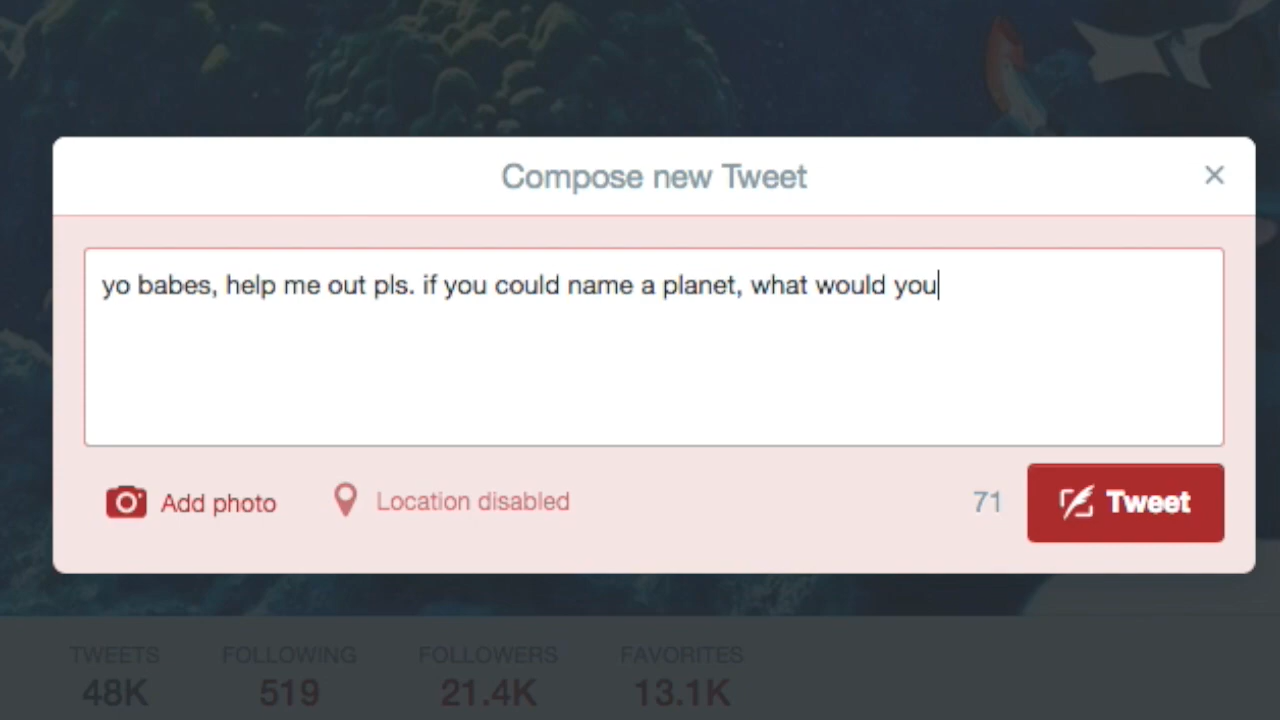 Compose new Tweet ×
yo babes, help me out pls. if you could name a planet, what would you
Add photo Location disabled 71 Tweet
TWEETS FOLLOWING FOLLOWERS FAVORITES
48K 519 21.4K 13.1K